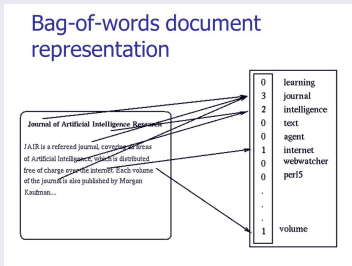 Bag-of-words document
representation
Journal of Artificial Intelligence Research
JAIR is a refereed journal, covering all areas
of Artificial Intelligence, which is distributed
free of charge over the internet. Each volume
of the journal is also published by Morgan
Kaufman....
0 learning
3 journal
2 intelligence
0 text
0 agent
1 internet
0 webwatcher
0 perl5
.
.
.
1 volume